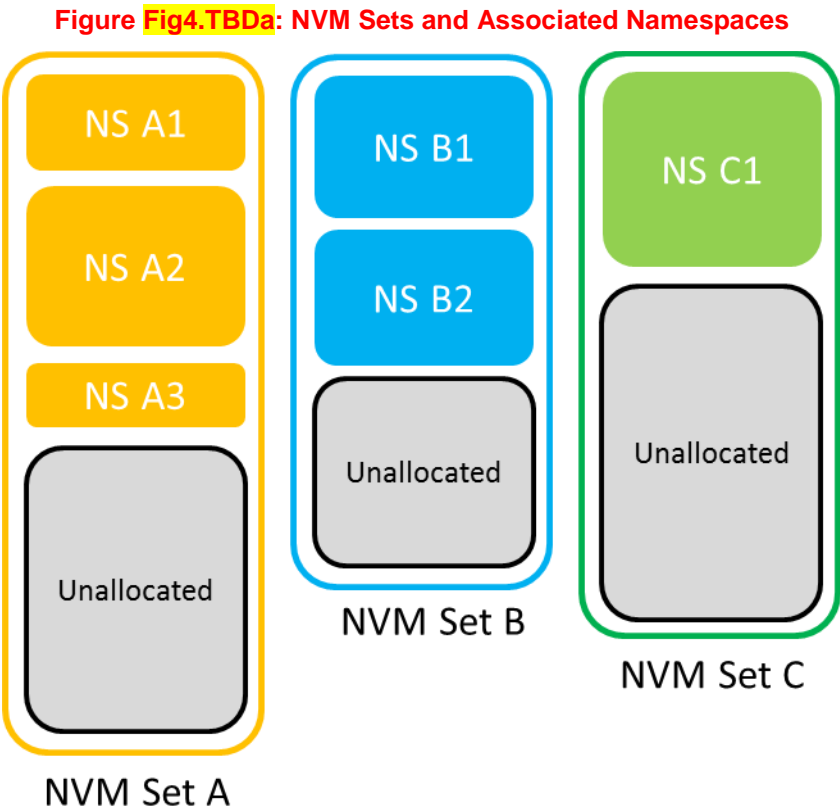 Figure Fig4.TBDa: NVM Sets and Associated Namespaces
NS A1
NS A2
NS A3
Unallocated
NVM Set A
NS B1
NS B2
Unallocated
NVM Set B
NS C1
Unallocated
NVM Set C